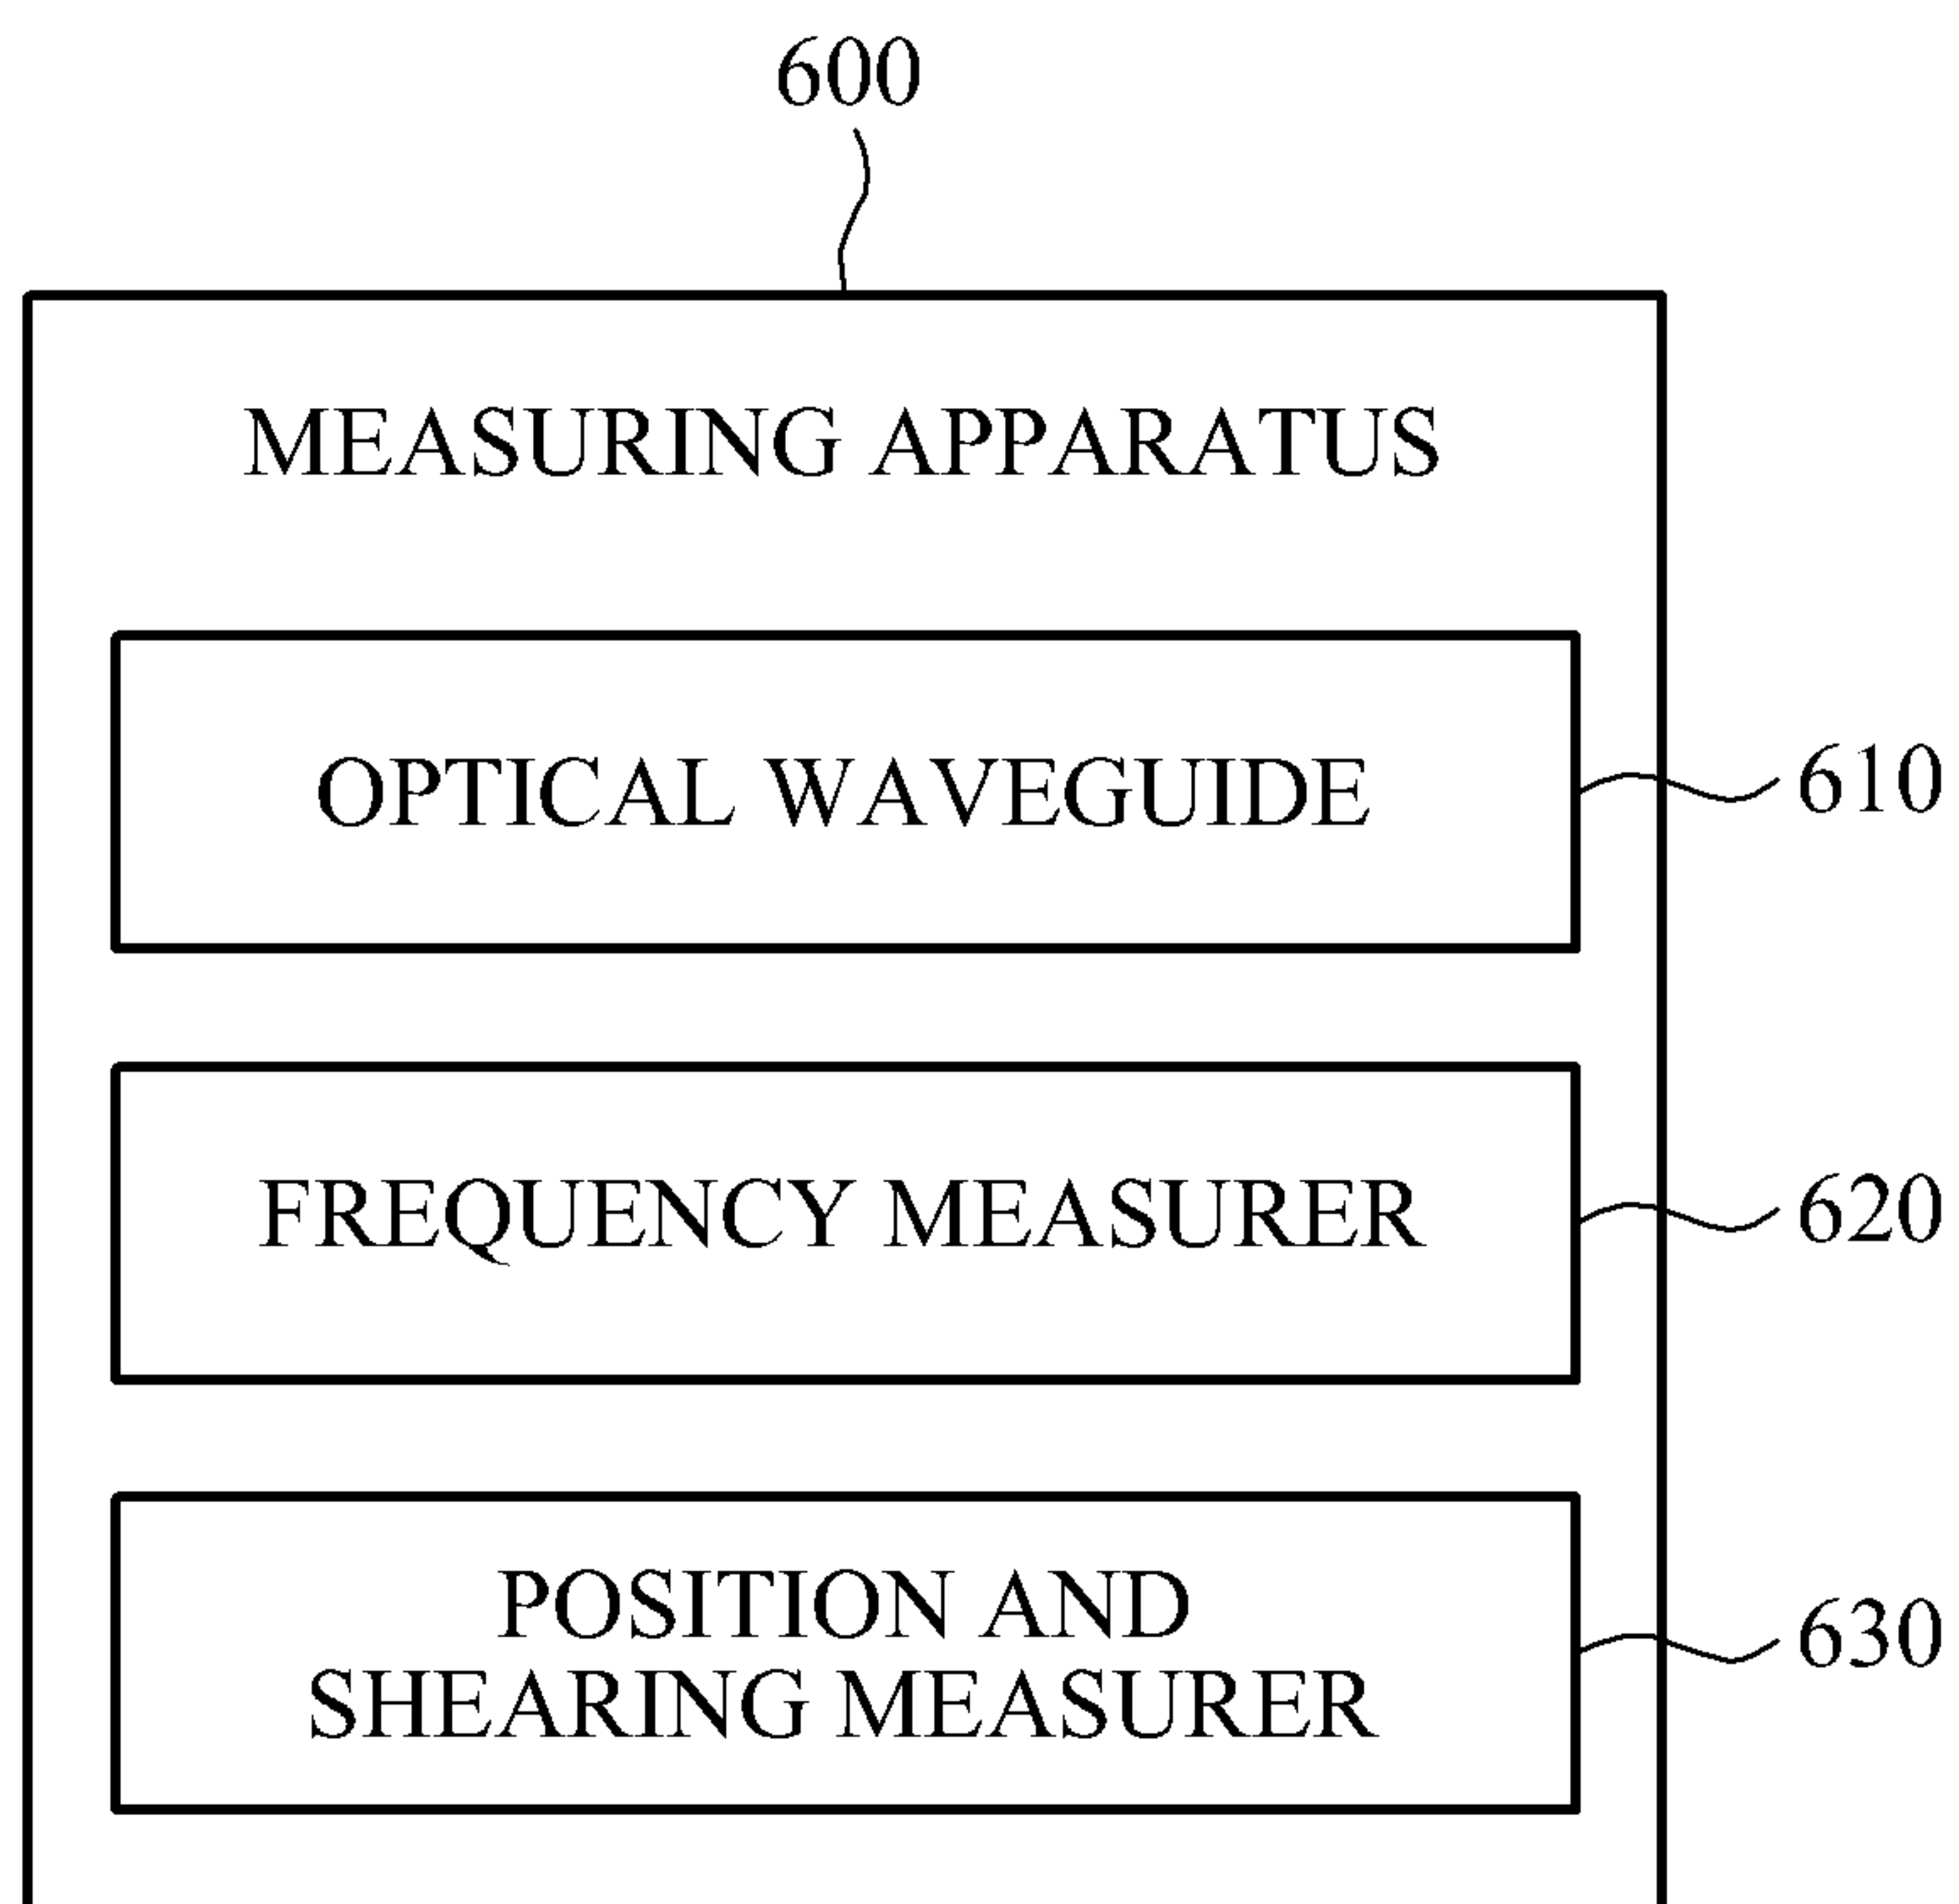 600
MEASURING APPARATUS
OPTICAL WAVEGUIDE
610
FREQUENCY MEASURER
620
POSITION AND
SHEARING MEASURER
630